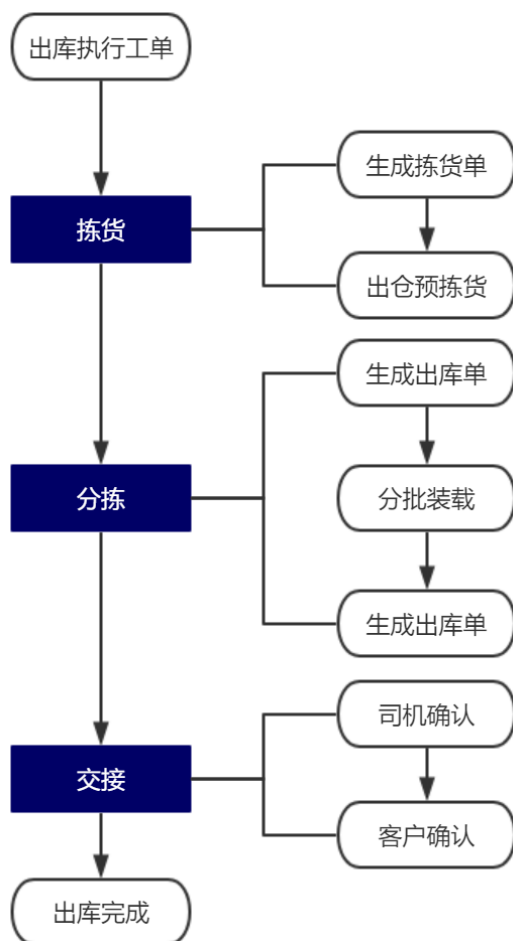 出库执行工单
拣货
生成拣货单
出仓预拣货
分拣
生成出库单
分批装载
生成出库单
交接
司机确认
客户确认
出库完成